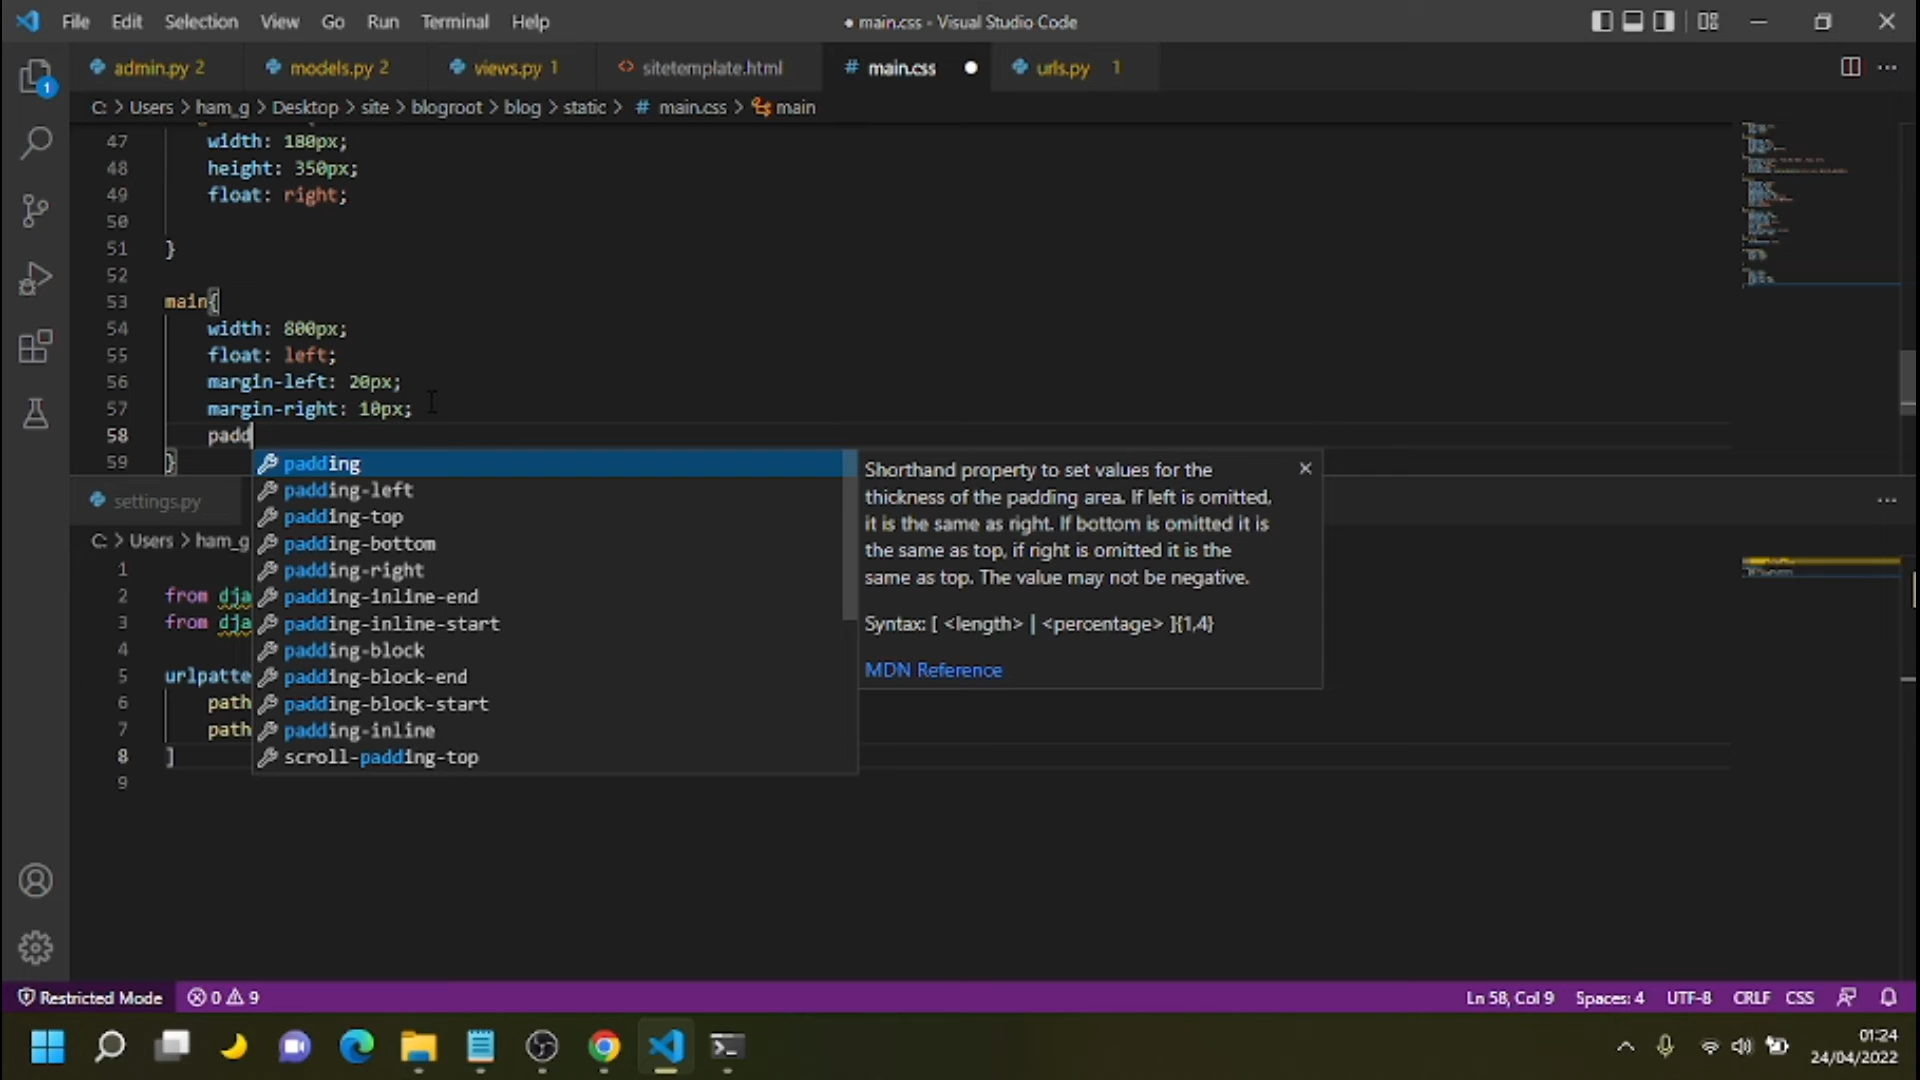 File Edit Selection View Go Run Terminal Help ● main.css - Visual Studio Code
admin.py 2 models.py 2 views.py 1 <> sitetemplate.html # main.css ● urls.py 1 ...
1
C: > Users > ham_g > Desktop > site > blogroot > blog > static > # main.css > main
47 width: 180px;
48 height: 350px;
49 float: right;
50
51 }
52
53 main{
54 width: 800px;
55 float: left;
56 margin-left: 20px;
57 margin-right: 10px;
58 padd
59 }
padding
padding-left
padding-top
padding-bottom
padding-right
padding-inline-end
padding-inline-start
padding-block
padding-block-end
padding-block-start
padding-inline
scroll-padding-top
Shorthand property to set values for the
thickness of the padding area. If left is omitted,
it is the same as right. If bottom is omitted it is
the same as top, if right is omitted it is the
same as top. The value may not be negative.
Syntax: [ <length> | <percentage> ]{1,4}
MDN Reference
settings.py ...
C: > Users > ham_g
1
2 from dja
3 from dja
4
5 urlpatte
6 path
7 path
8 ]
9
Restricted Mode 0 9 Ln 58, Col 9 Spaces: 4 UTF-8 CRLF CSS
01:24
24/04/2022